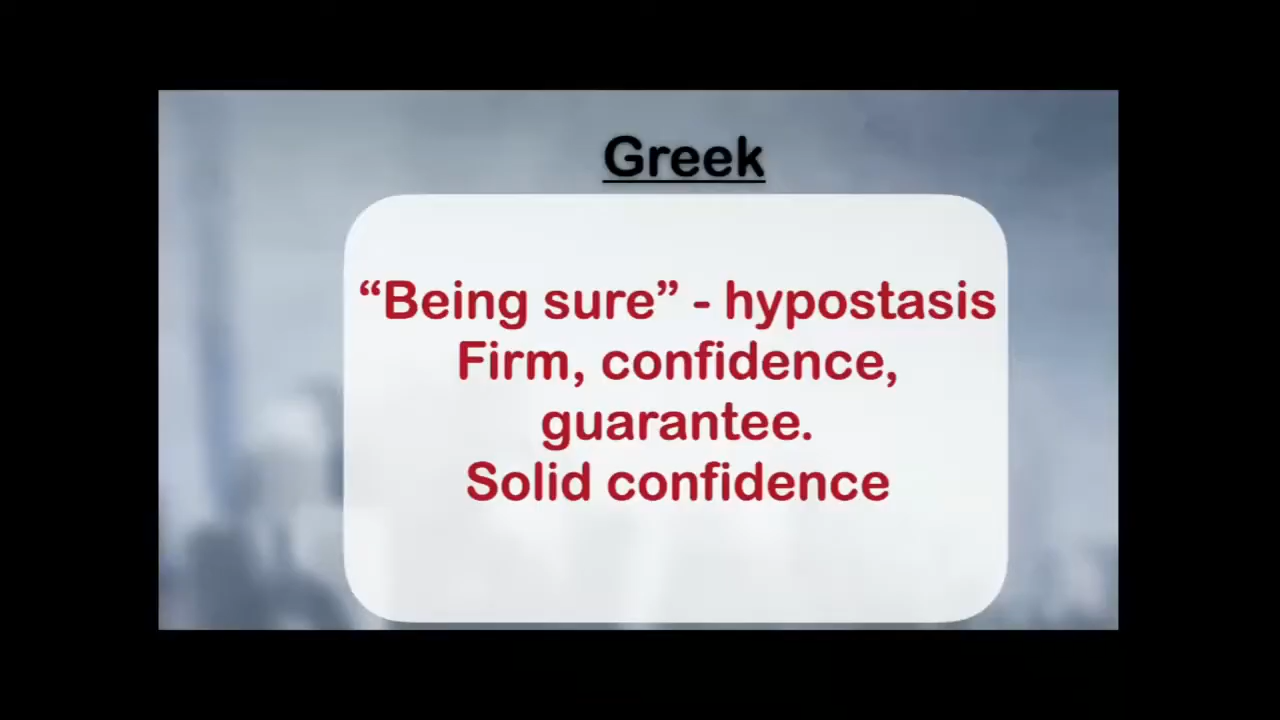 Greek
“Being sure” - hypostasis
Firm, confidence,
guarantee.
Solid confidence